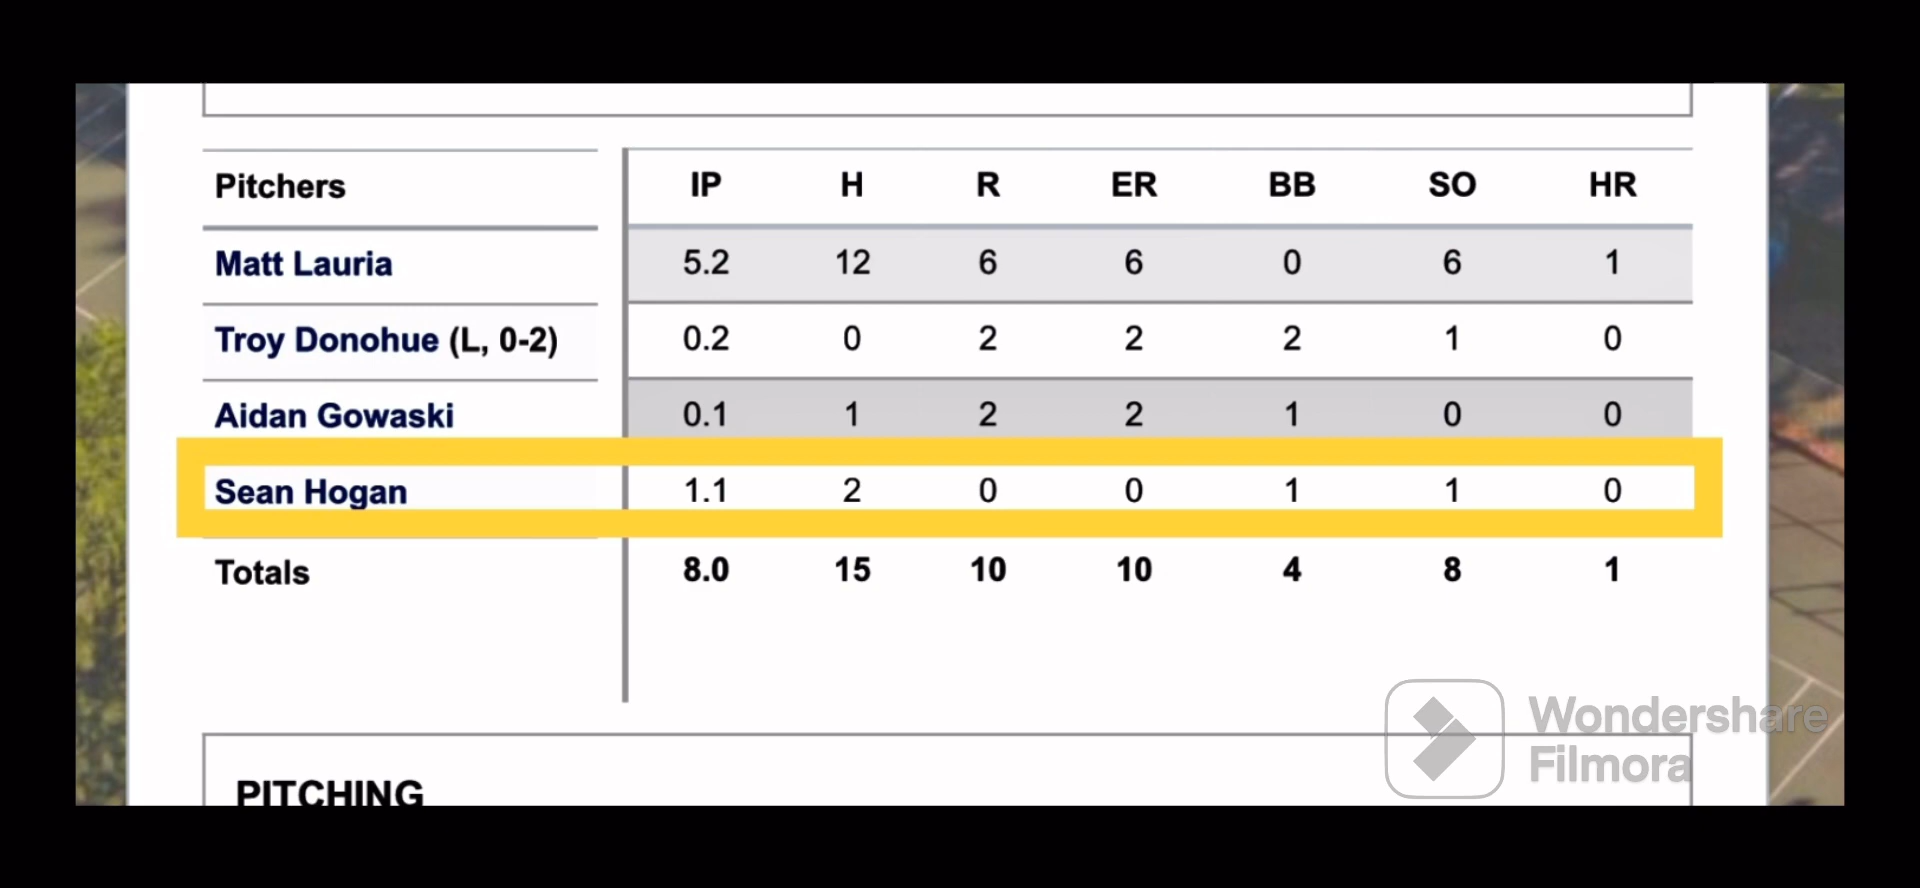 Pitchers IP H R ER BB SO HR
Matt Lauria 5.2 12 6 6 0 6 1
Troy Donohue (L, 0-2) 0.2 0 2 2 2 1 0
Aidan Gowaski 0.1 1 2 2 1 0 0
Sean Hogan 1.1 2 0 0 1 1 0
Totals 8.0 15 10 10 4 8 1
PITCHING
Wondershare
Filmora